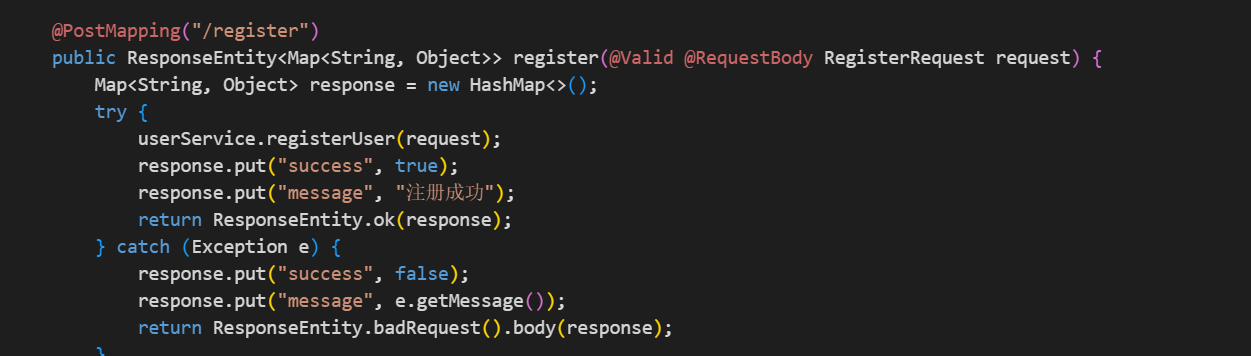 @PostMapping("/register")
public ResponseEntity<Map<String, Object>> register(@Valid @RequestBody RegisterRequest request) {
Map<String, Object> response = new HashMap<>();
try {
userService.registerUser(request);
response.put("success", true);
response.put("message", "注册成功");
return ResponseEntity.ok(response);
} catch (Exception e) {
response.put("success", false);
response.put("message", e.getMessage());
return ResponseEntity.badRequest().body(response);
}